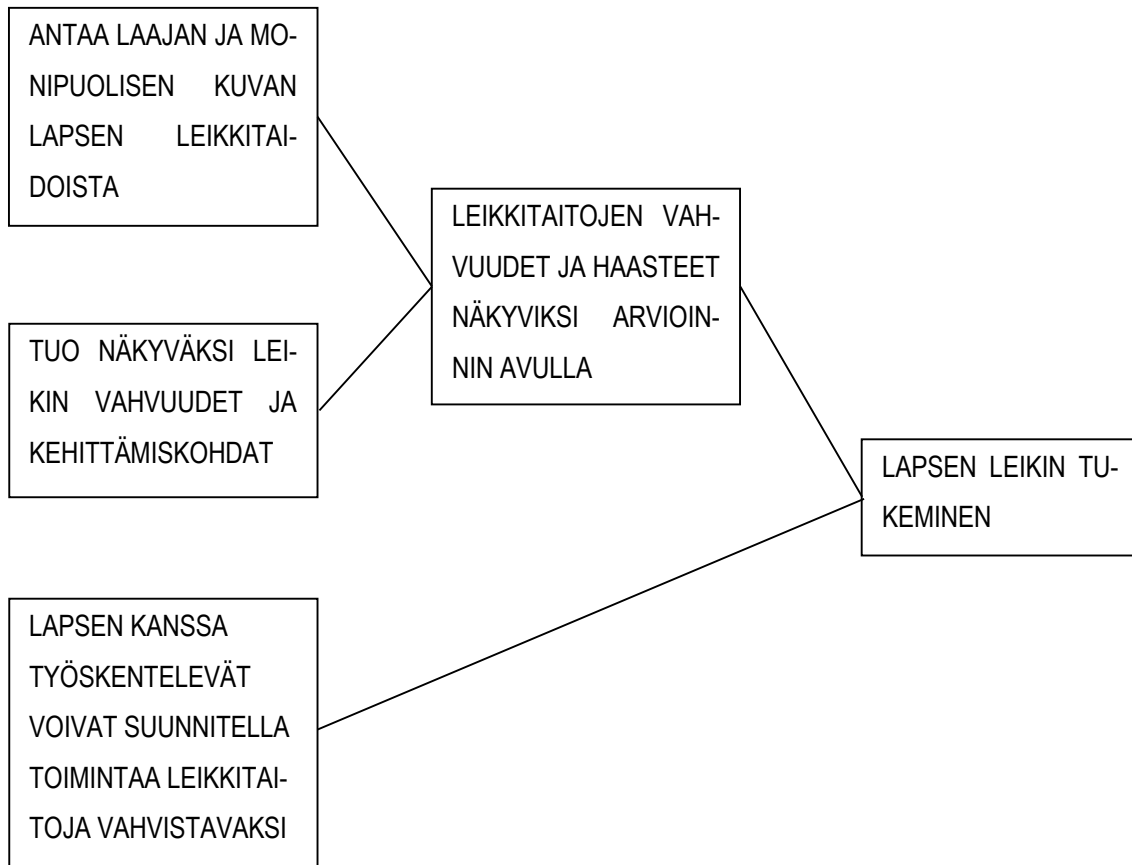 ANTAA LAAJAN JA MO-
NIPUOLISEN KUVAN
LAPSEN LEIKKITAI-
DOISTA
LEIKKITAITOJEN VAH-
VUUDET JA HAASTEET
NÄKYVIKSI ARVIOIN-
NIN AVULLA
TUO NÄKYVÄKSI LEI-
KIN VAHVUUDET JA
KEHITTÄMISKOHDAT
LAPSEN LEIKIN TU-
KEMINEN
LAPSEN KANSSA
TYÖSKENTELEVÄT
VOIVAT SUUNNITELLA
TOIMINTAA LEIKKITAI-
TOJA VAHVISTAVAKSI